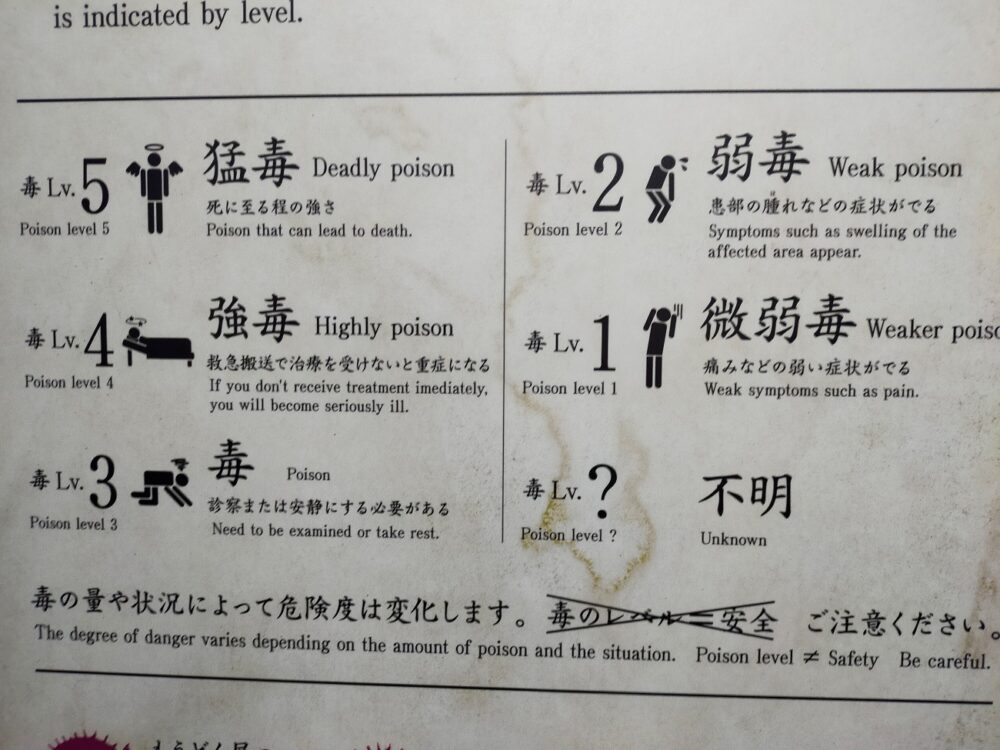 is indicated by level.
毒 Lv. 5
Poison level 5
猛毒 Deadly poison
死に至る程の強さ
Poison that can lead to death.
毒 Lv. 4
Poison level 4
強毒 Highly poison
救急搬送で治療を受けないと重症になる
If you don't receive treatment imediately,
you will become seriously ill.
毒 Lv. 3
Poison level 3
毒 Poison
診察または安静にする必要がある
Need to be examined or take rest.
毒 Lv. 2
Poison level 2
弱毒 Weak poison
患部の腫れなどの症状がでる
Symptoms such as swelling of the
affected area appear.
毒 Lv. 1
Poison level 1
微弱毒 Weaker poiso
痛みなどの弱い症状がでる
Weak symptoms such as pain.
毒 Lv. ?
Poison level ?
不明
Unknown
毒の量や状況によって危険度は変化します。 毒のレベル＝安全 ご注意ください。
The degree of danger varies depending on the amount of poison and the situation. Poison level ≠ Safety Be careful.